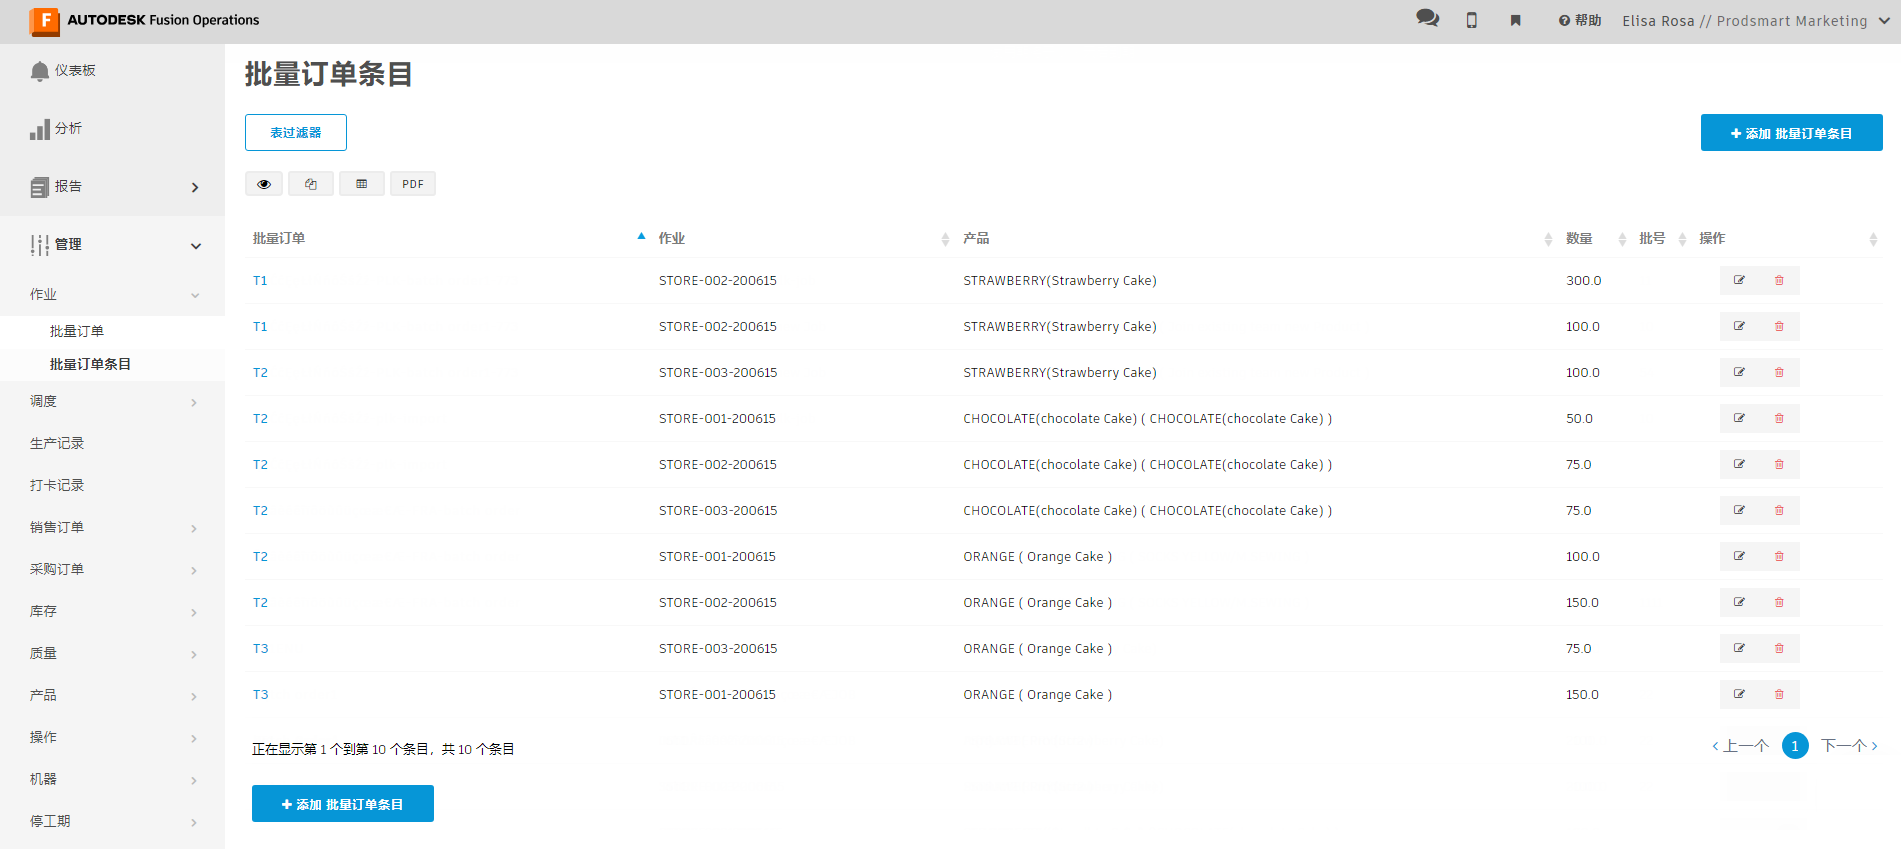 F AUTODESK Fusion Operations
帮助 Elisa Rosa // Prodsmart Marketing
仪表板
分析
报告
管理
作业
批量订单
批量订单条目
调度
生产记录
打卡记录
销售订单
采购订单
库存
质量
产品
操作
机器
停工期
批量订单条目
表过滤器
添加 批量订单条目
PDF
批量订单 作业 产品 数量 批号 操作
T1 STORE-002-200615 STRAWBERRY(Strawberry Cake) 300.0
T1 STORE-002-200615 STRAWBERRY(Strawberry Cake) 100.0
T2 STORE-003-200615 STRAWBERRY(Strawberry Cake) 100.0
T2 STORE-001-200615 CHOCOLATE(chocolate Cake) ( CHOCOLATE(chocolate Cake) ) 50.0
T2 STORE-002-200615 CHOCOLATE(chocolate Cake) ( CHOCOLATE(chocolate Cake) ) 75.0
T2 STORE-003-200615 CHOCOLATE(chocolate Cake) ( CHOCOLATE(chocolate Cake) ) 75.0
T2 STORE-001-200615 ORANGE ( Orange Cake ) 100.0
T2 STORE-002-200615 ORANGE ( Orange Cake ) 150.0
T3 STORE-003-200615 ORANGE ( Orange Cake ) 75.0
T3 STORE-001-200615 ORANGE ( Orange Cake ) 150.0
正在显示第 1 个到第 10 个条目，共 10 个条目
上一个 1 下一个
添加 批量订单条目